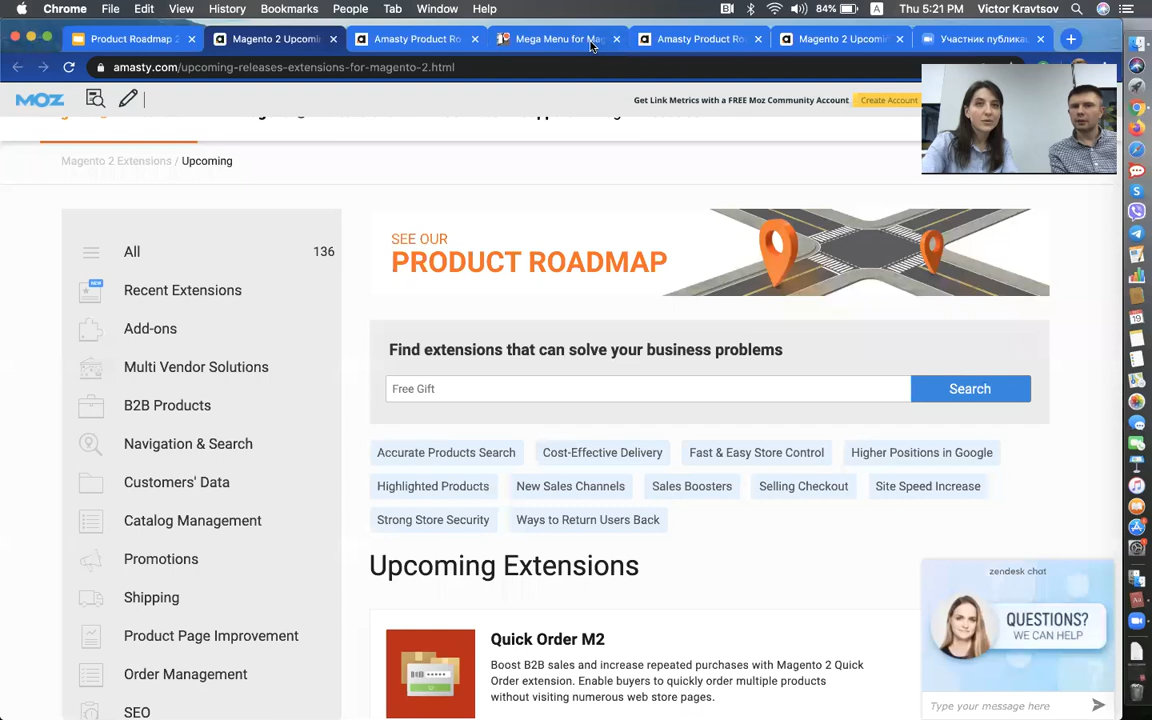 Chrome File Edit View History Bookmarks People Tab Window Help
84% A Thu 5:21 PM Victor Kravtsov
Product Roadmap
Magento 2 Upcomi
Amasty Product Ro
Mega Menu for Ma
Amasty Product Ro
Magento 2 Upcomi
Участник публика
amasty.com/upcoming-releases-extensions-for-magento-2.html
MOZ
Get Link Metrics with a FREE Moz Community Account Create Account
Magento 2 Extensions / Upcoming
All 136
Recent Extensions
Add-ons
Multi Vendor Solutions
B2B Products
Navigation & Search
Customers' Data
Catalog Management
Promotions
Shipping
Product Page Improvement
Order Management
SEO
SEE OUR
PRODUCT ROADMAP
Find extensions that can solve your business problems
Free Gift
Search
Accurate Products Search Cost-Effective Delivery Fast & Easy Store Control Higher Positions in Google
Highlighted Products New Sales Channels Sales Boosters Selling Checkout Site Speed Increase
Strong Store Security Ways to Return Users Back
Upcoming Extensions
Quick Order M2
Boost B2B sales and increase repeated purchases with Magento 2 Quick
Order extension. Enable buyers to quickly order multiple products
without visiting numerous web store pages.
zendesk chat
QUESTIONS?
WE CAN HELP
Type your message here